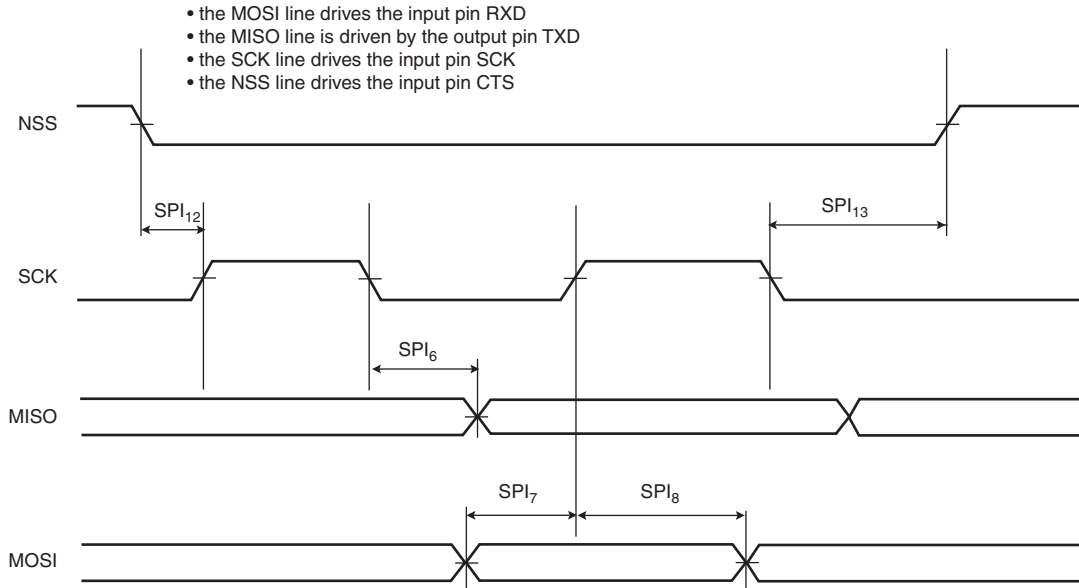 • the MOSI line drives the input pin RXD
• the MISO line is driven by the output pin TXD
• the SCK line drives the input pin SCK
• the NSS line drives the input pin CTS
NSS
SPI12
SPI13
SCK
SPI6
MISO
SPI7
SPI8
MOSI